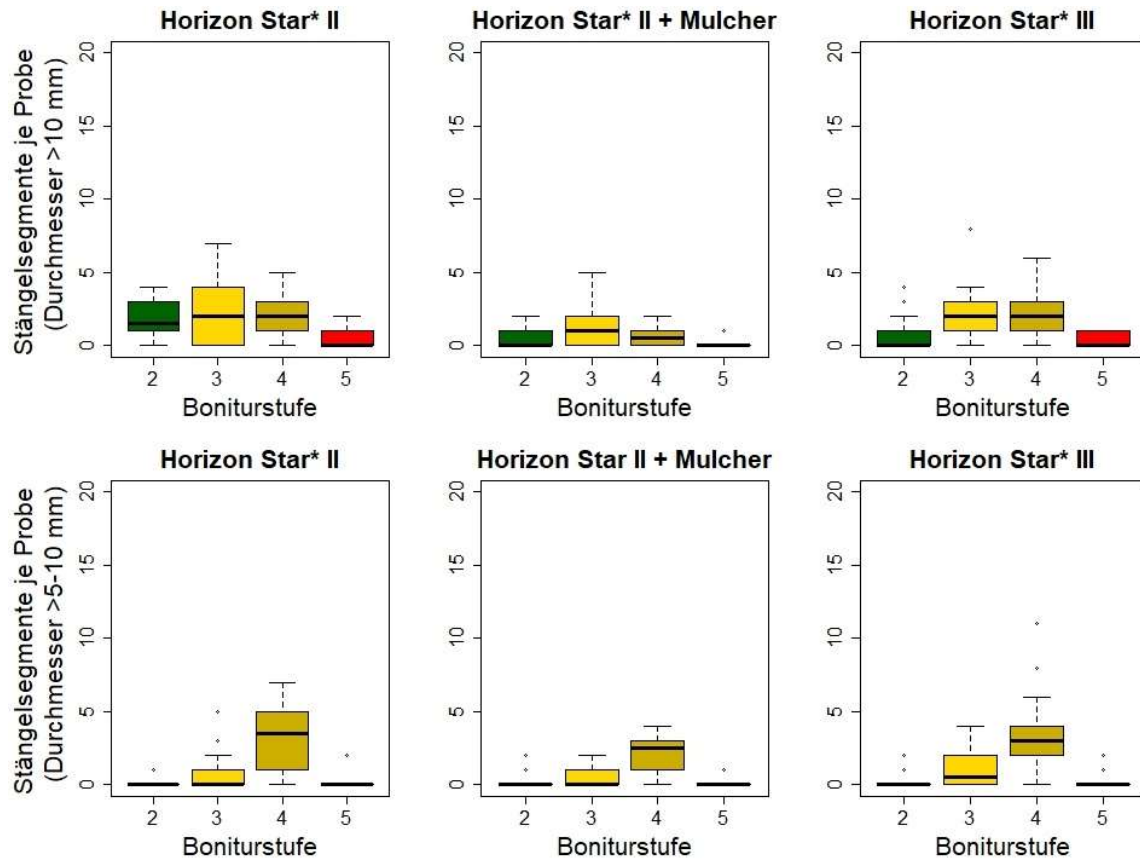 Horizon Star* II
Horizon Star* II + Mulcher
Horizon Star* III
Stängelsegmente je Probe
(Durchmesser >10 mm)
20
15
10
5
0
2 3 4 5
Boniturstufe
20
15
10
5
0
2 3 4 5
Boniturstufe
20
15
10
5
0
2 3 4 5
Boniturstufe
Horizon Star* II
Horizon Star II + Mulcher
Horizon Star* III
Stängelsegmente je Probe
(Durchmesser >5-10 mm)
20
15
10
5
0
2 3 4 5
Boniturstufe
20
15
10
5
0
2 3 4 5
Boniturstufe
20
15
10
5
0
2 3 4 5
Boniturstufe